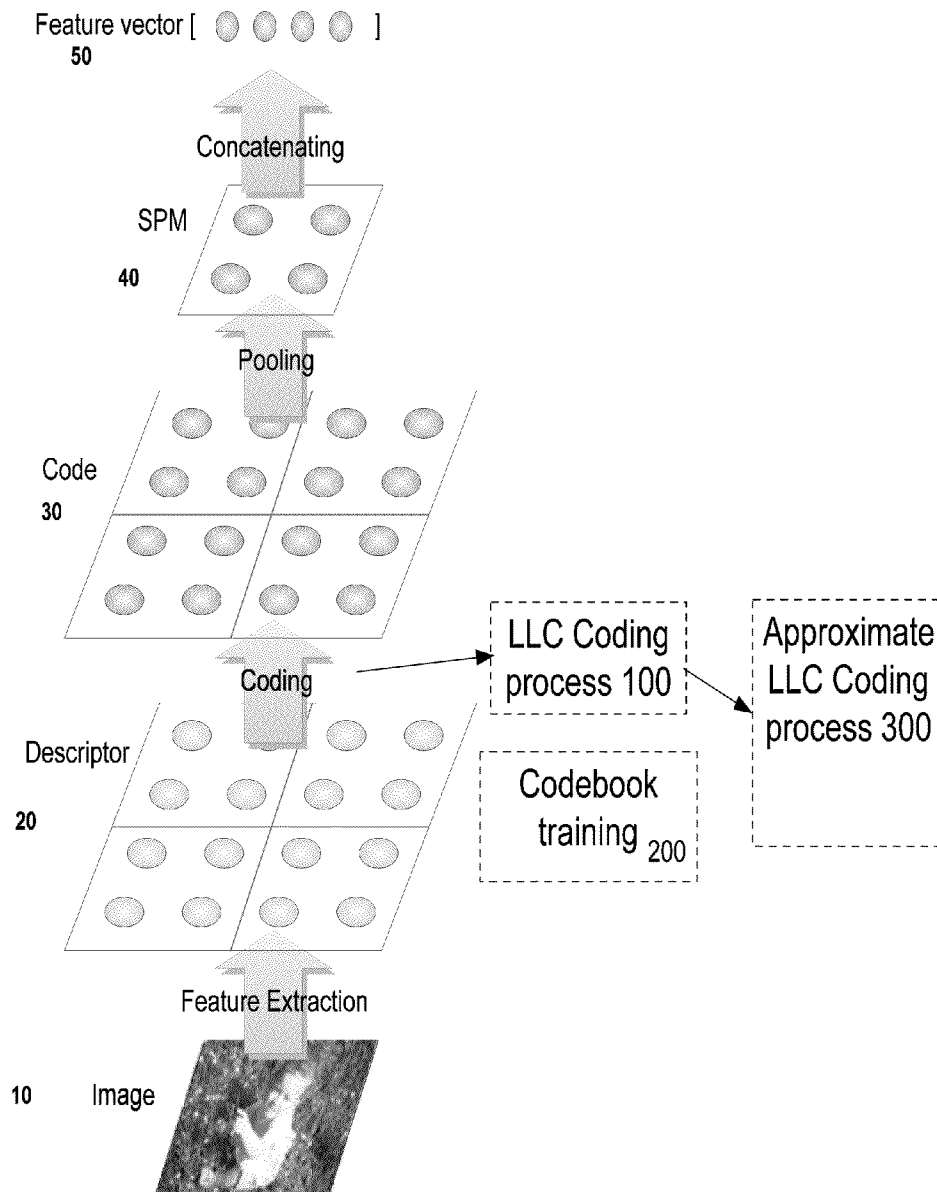 Feature vector [ ]
50
Concatenating
SPM
40
Pooling
Code
30
Coding
LLC Coding
process 100
Approximate
LLC Coding
process 300
Descriptor
20
Codebook
training 200
Feature Extraction
10 Image